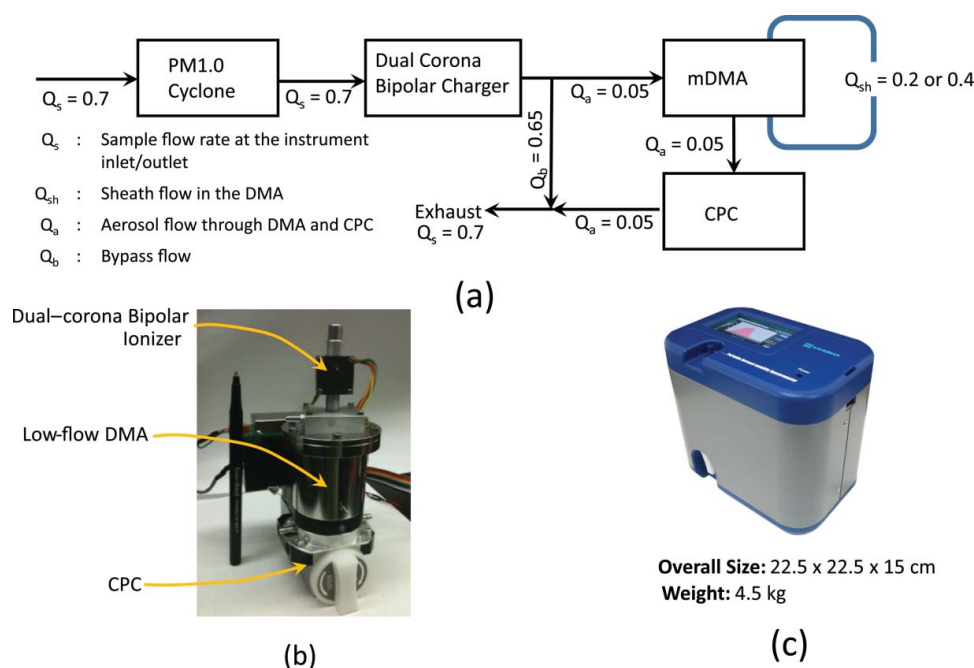 PM1.0
Cyclone
Dual Corona
Bipolar Charger
mDMA
Q_sh = 0.2 or 0.4
Q_s = 0.7
Q_s = 0.7
Q_a = 0.05
Q_b = 0.65
Q_a = 0.05
CPC
Q_a = 0.05
Exhaust
Q_s = 0.7
Q_s : Sample flow rate at the instrument
inlet/outlet
Q_sh : Sheath flow in the DMA
Q_a : Aerosol flow through DMA and CPC
Q_b : Bypass flow
(a)
Dual–corona Bipolar
Ionizer
Low-flow DMA
CPC
(b)
KANOMAX
Overall Size: 22.5 x 22.5 x 15 cm
Weight: 4.5 kg
(c)